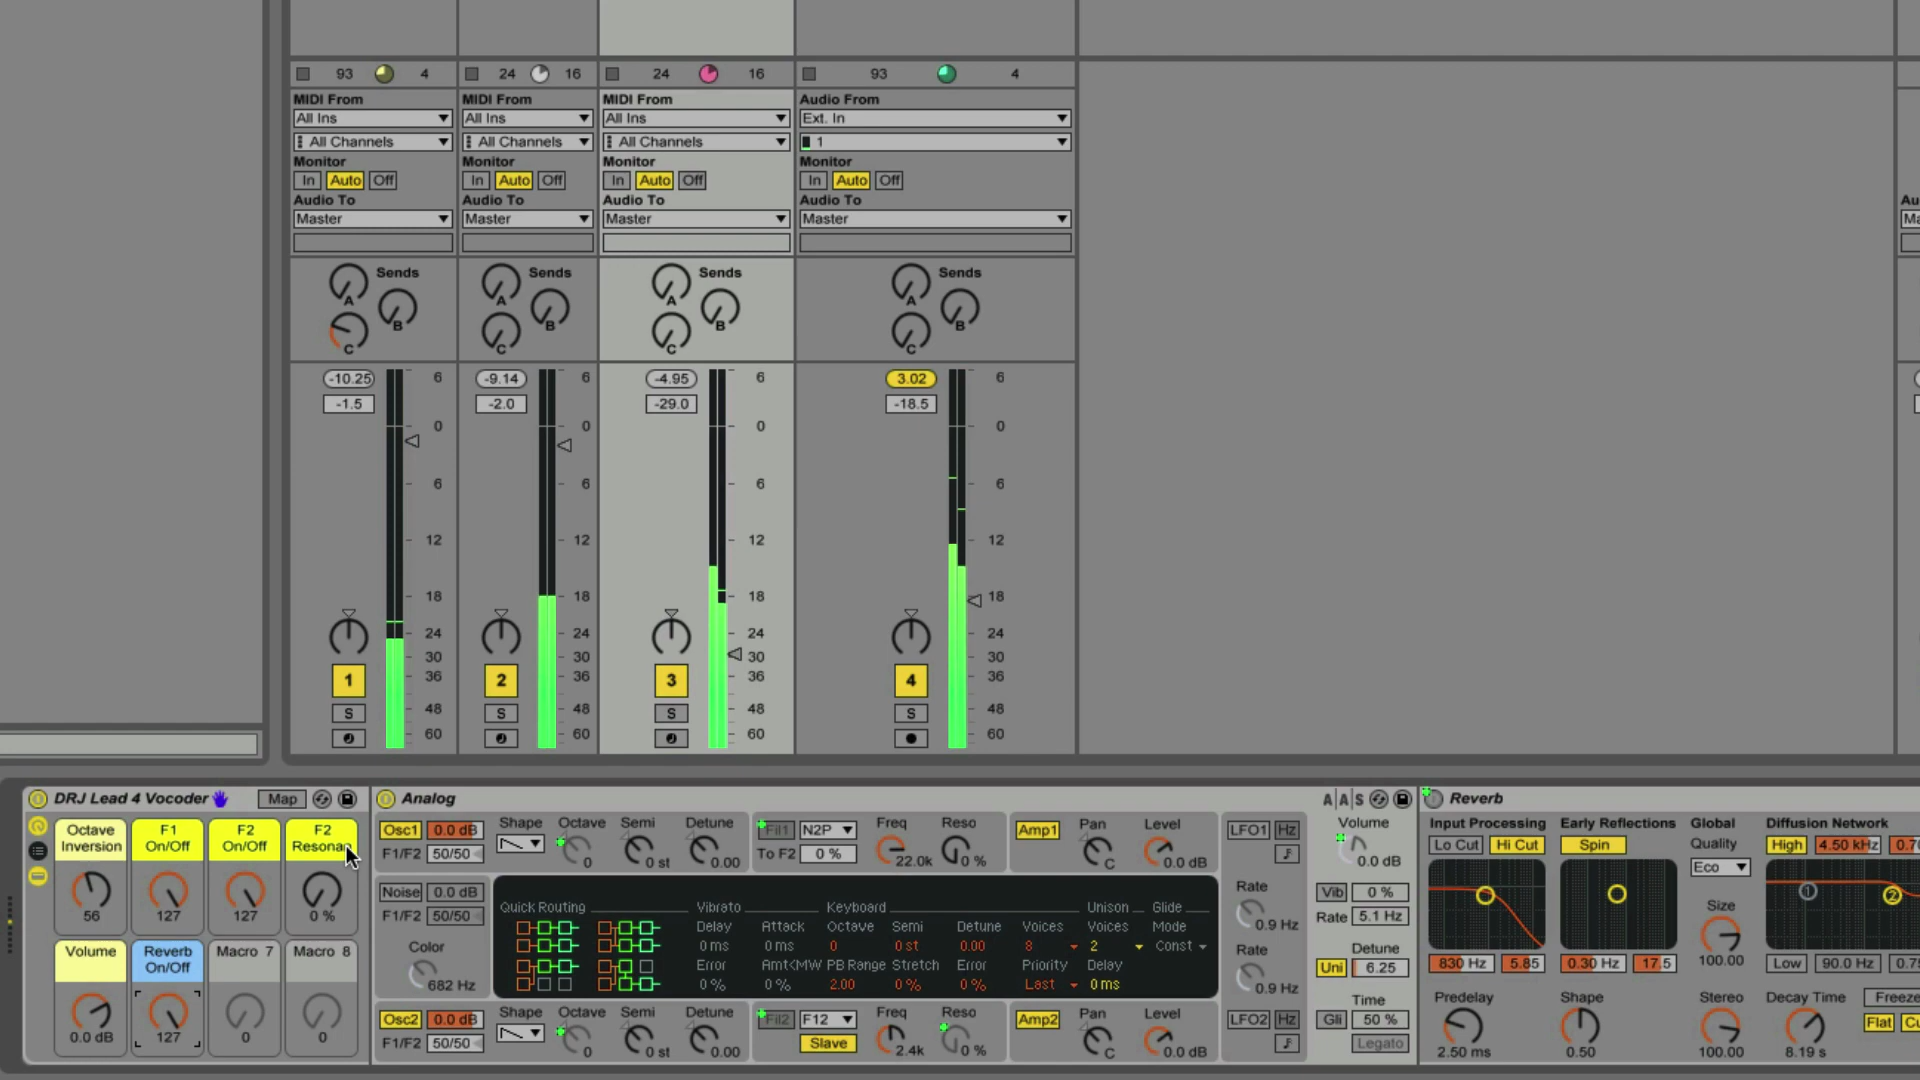 93 4 24 16 24 16 93 4
MIDI From MIDI From MIDI From Audio From
All Ins All Ins All Ins Ext. In
All Channels All Channels All Channels 1
Monitor Monitor Monitor Monitor
In Auto Off In Auto Off In Auto Off In Auto Off
Audio To Audio To Audio To Audio To
Master Master Master Master
Sends Sends Sends Sends
A A A A
B B B B
C C C C
-10.25 6 -9.14 6 -4.95 6 3.02 6
-1.5 -2.0 -29.0 -18.5
0 0 0 0
6 6 6 6
12 12 12 12
18 18 18 18
24 24 24 24
30 30 30 30
1 36 2 36 3 36 4 36
S 48 S 48 S 48 S 48
60 60 60 60
DRJ Lead 4 Vocoder Map
Octave Inversion
F1 On/Off
F2 On/Off
F2
56 127 127 0 %
Volume
Reverb On/Off
Macro 7
Macro 8
0.0 dB 127 0 0
Analog A|A|S
Osc1 0.0 dB Shape Octave Semi Detune
F1/F2 50/50 0 0 st 0.00
Fil1 N2P Freq Reso
To F2 0 % 22.0k 0 %
Amp1 Pan Level
C 0.0 dB
LFO1 Hz
Volume
0.0 dB
Noise 0.0 dB
F1/F2 50/50
Color
682 Hz
Quick Routing Vibrato Keyboard Unison Glide
Delay Attack Octave Semi Detune Voices Voices Mode
0 ms 0 ms 0 0 st 0.00 8 2 Const
Error Amt<MW PB Range Stretch Error Priority Delay
0 % 0 % 2.00 0 % 0 % Last 0 ms
Rate
0.9 Hz
Rate
0.9 Hz
Vib 0 %
Rate 5.1 Hz
Detune
Uni 6.25
Time
Gli 50 %
Legato
Osc2 0.0 dB Shape Octave Semi Detune
F1/F2 50/50 0 0 st 0.00
Fil2 F12 Freq Reso
Slave 2.4k 0 %
Amp2 Pan Level
C 0.0 dB
LFO2 Hz
Reverb
Input Processing Early Reflections Global Diffusion Network
Lo Cut Hi Cut Spin Quality High 4.50 kHz
Eco
1 2
Size
100.00
830 Hz 5.85 0.30 Hz 17.5 Low 90.0 Hz
Predelay Shape Stereo Decay Time Freeze
Flat
2.50 ms 0.50 100.00 8.19 s